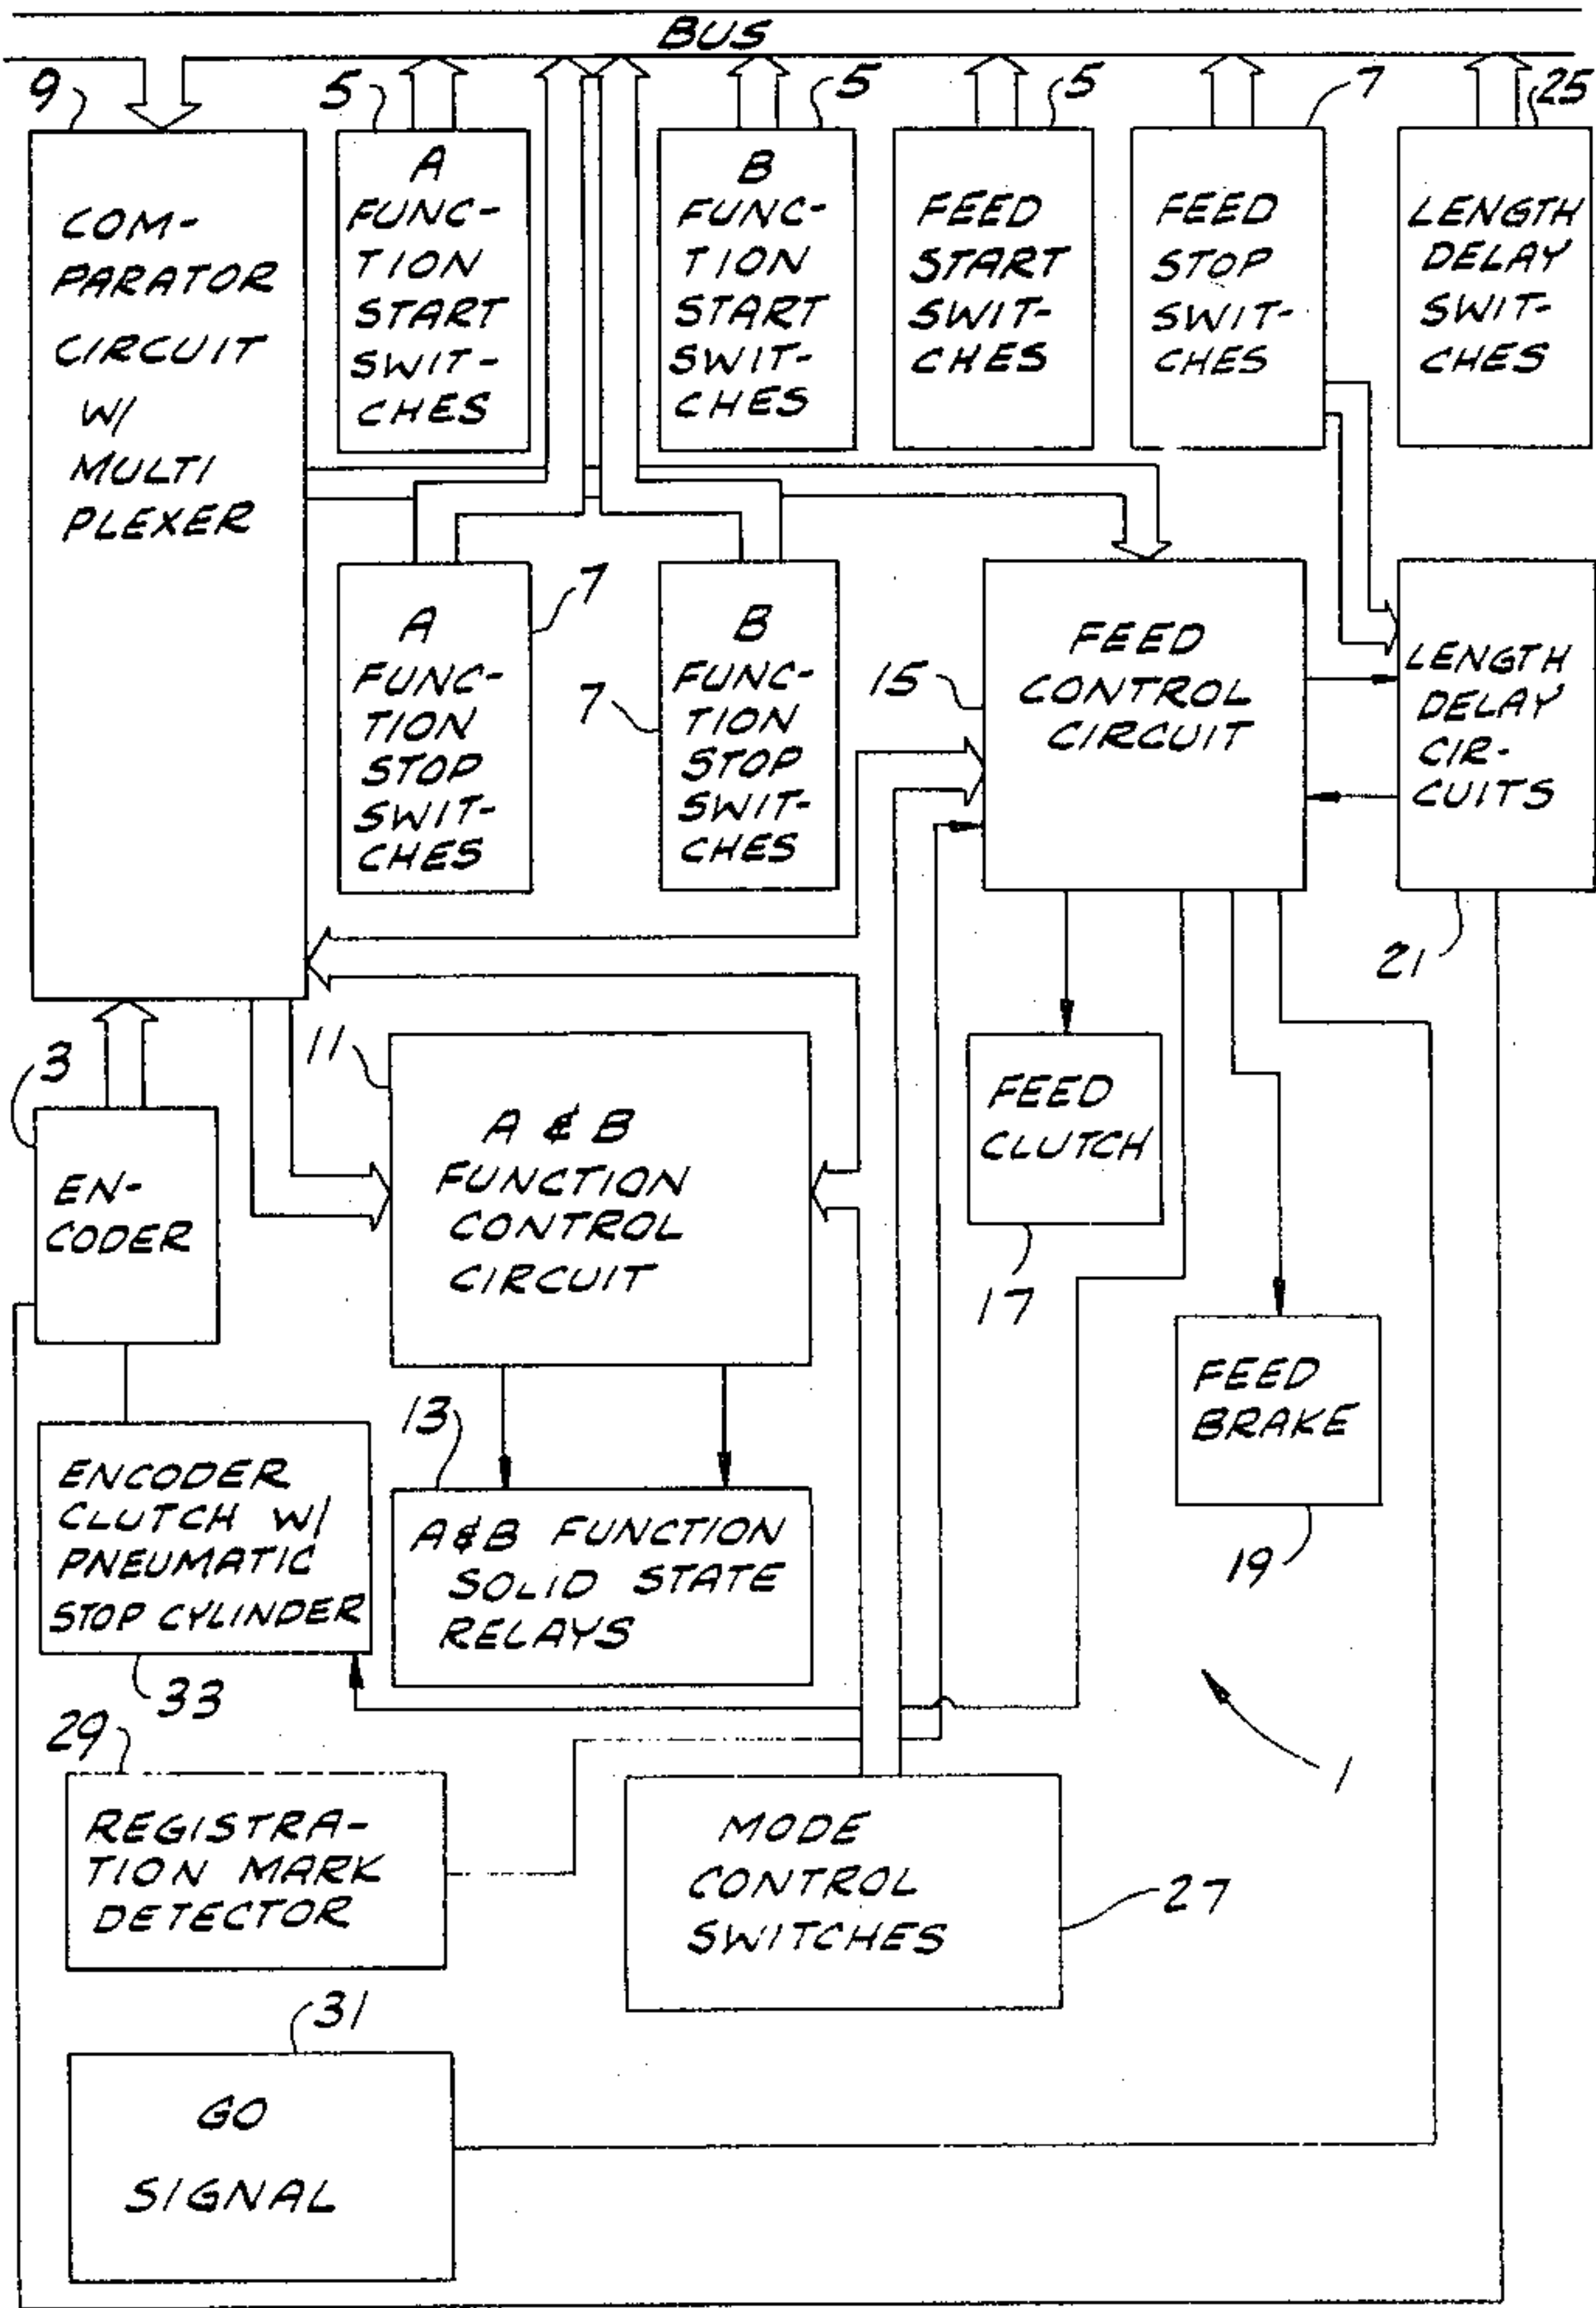 BUS
9
5
5
5
7
25
COM-
PARATOR
CIRCUIT
W/
MULTI
PLEXER
A
FUNC-
TION
START
SWIT-
CHES
B
FUNC-
TION
START
SWIT-
CHES
FEED
START
SWIT-
CHES
FEED
STOP
SWIT-
CHES
LENGTH
DELAY
SWIT-
CHES
A
FUNC-
TION
STOP
SWIT-
CHES
7
7
B
FUNC-
TION
STOP
SWIT-
CHES
15
FEED
CONTROL
CIRCUIT
LENGTH
DELAY
CIR-
CUITS
21
3
EN-
CODER
11
A & B
FUNCTION
CONTROL
CIRCUIT
FEED
CLUTCH
17
FEED
BRAKE
19
ENCODER
CLUTCH W/
PNEUMATIC
STOP CYLINDER
33
13
A&B FUNCTION
SOLID STATE
RELAYS
1
29
REGISTRA-
TION MARK
DETECTOR
MODE
CONTROL
SWITCHES
27
31
GO
SIGNAL